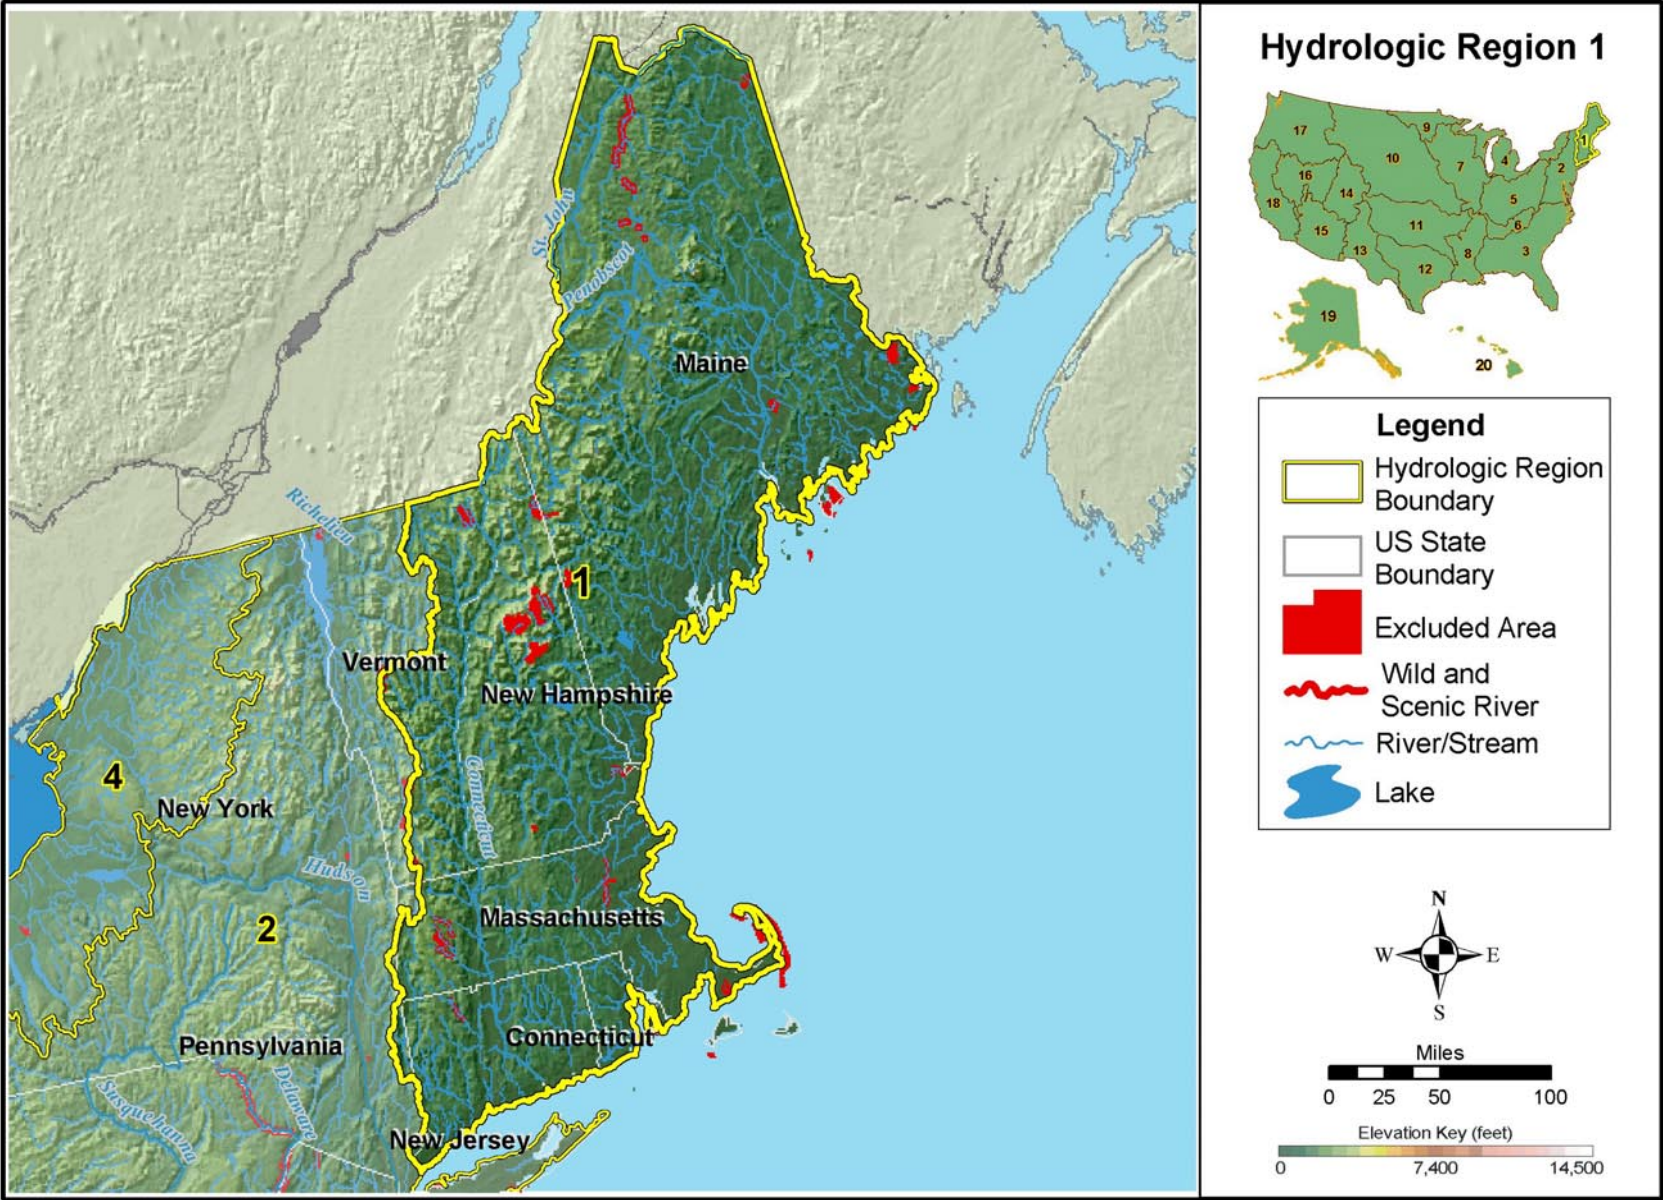 Hydrologic Region 1
17
9
1
10
7
4
2
16
14
5
18
11
6
15
13
8
3
12
19
20
Legend
Hydrologic Region
Boundary
US State
Boundary
Excluded Area
Wild and
Scenic River
River/Stream
Lake
N
W
E
S
Miles
0 25 50 100
Elevation Key (feet)
0 7,400 14,500
St. John
Penobscot
Maine
Richelieu
1
Vermont
New Hampshire
4
New York
Connecticut
Hudson
2
Massachusetts
Connecticut
Pennsylvania
Delaware
Susquehanna
New Jersey